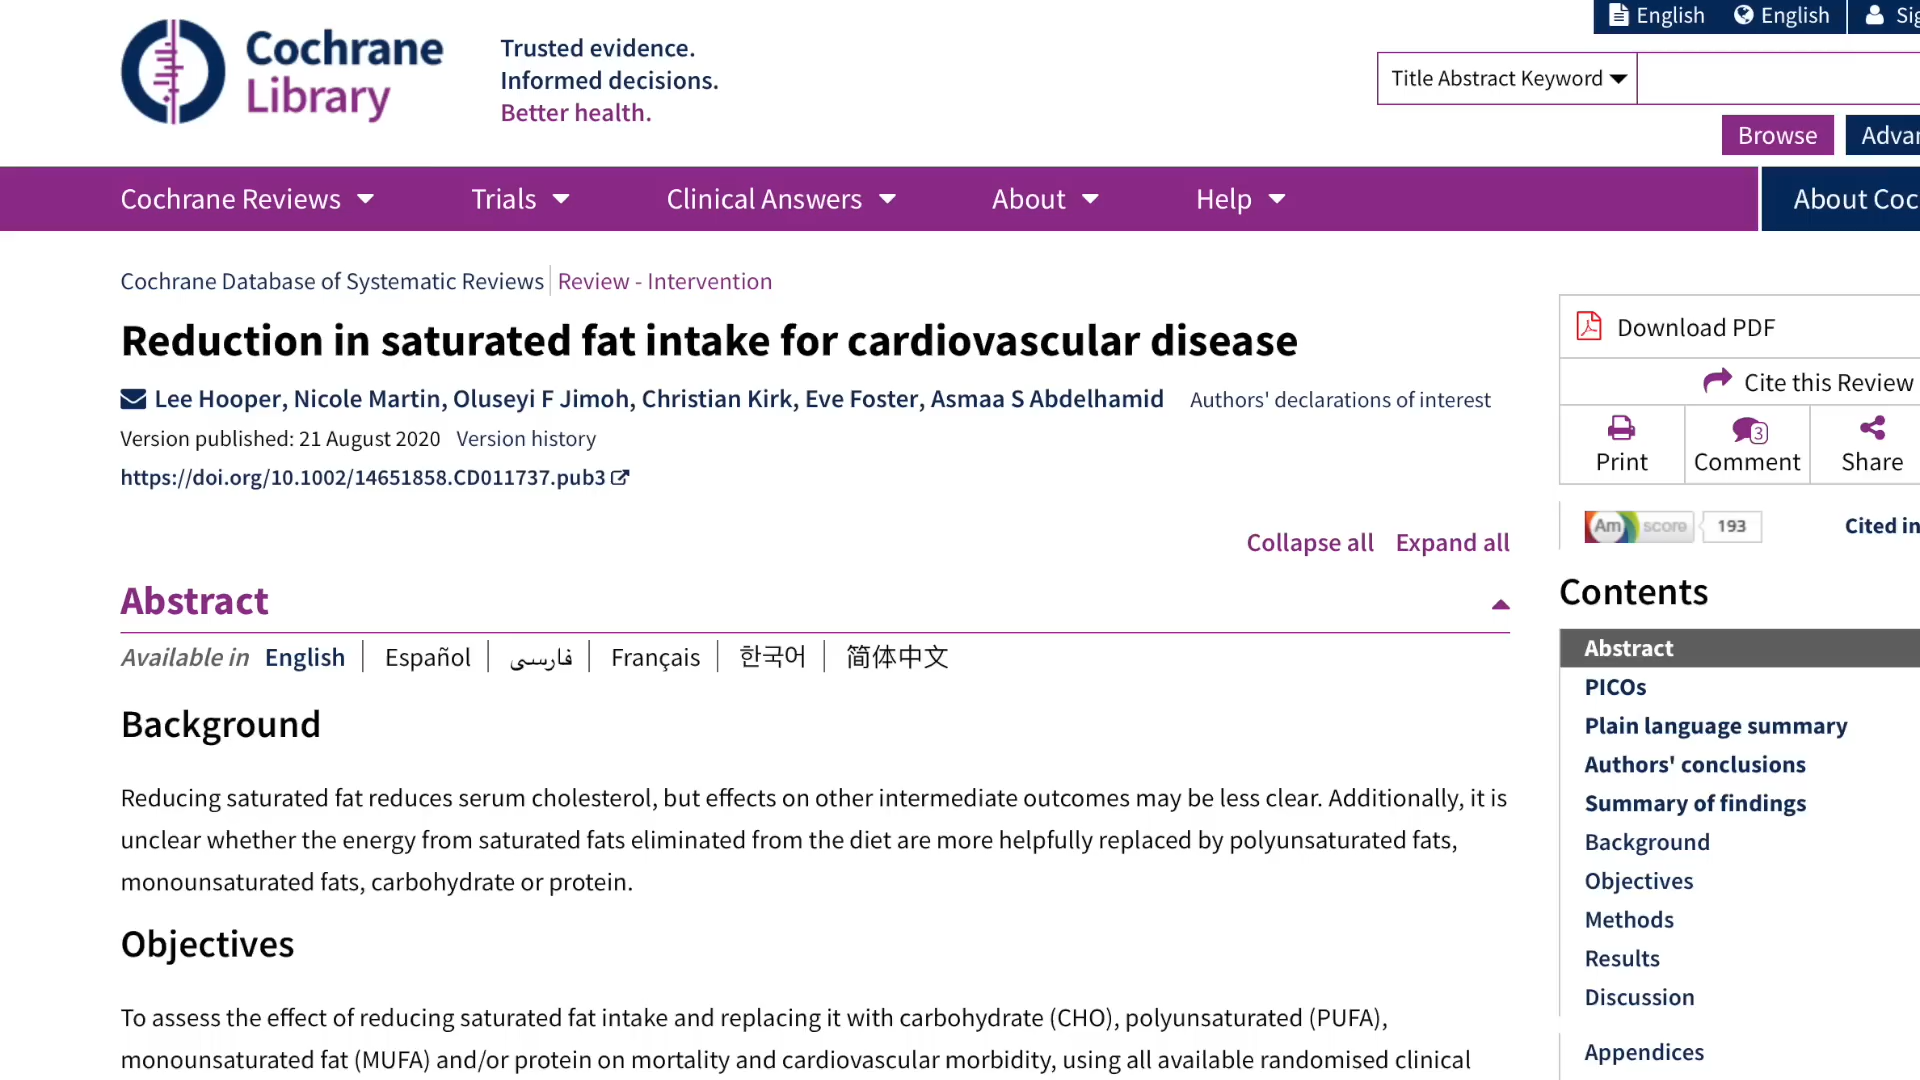 English English
Cochrane
Library
Trusted evidence.
Informed decisions.
Better health.
Title Abstract Keyword
Browse
Cochrane Reviews Trials Clinical Answers About Help About
Cochrane Database of Systematic Reviews Review - Intervention
Reduction in saturated fat intake for cardiovascular disease
Lee Hooper, Nicole Martin, Oluseyi F Jimoh, Christian Kirk, Eve Foster, Asmaa S Abdelhamid Authors' declarations of interest
Version published: 21 August 2020 Version history
https://doi.org/10.1002/14651858.CD011737.pub3
Collapse all Expand all
Abstract
Available in English Español فارسی Français 한국어 简体中文
Background
Reducing saturated fat reduces serum cholesterol, but effects on other intermediate outcomes may be less clear. Additionally, it is
unclear whether the energy from saturated fats eliminated from the diet are more helpfully replaced by polyunsaturated fats,
monounsaturated fats, carbohydrate or protein.
Objectives
To assess the effect of reducing saturated fat intake and replacing it with carbohydrate (CHO), polyunsaturated (PUFA),
monounsaturated fat (MUFA) and/or protein on mortality and cardiovascular morbidity, using all available randomised clinical
Download PDF
Cite this Review
3
Print Comment Share
Am score 193
Cited in
Contents
Abstract
PICOs
Plain language summary
Authors' conclusions
Summary of findings
Background
Objectives
Methods
Results
Discussion
Appendices